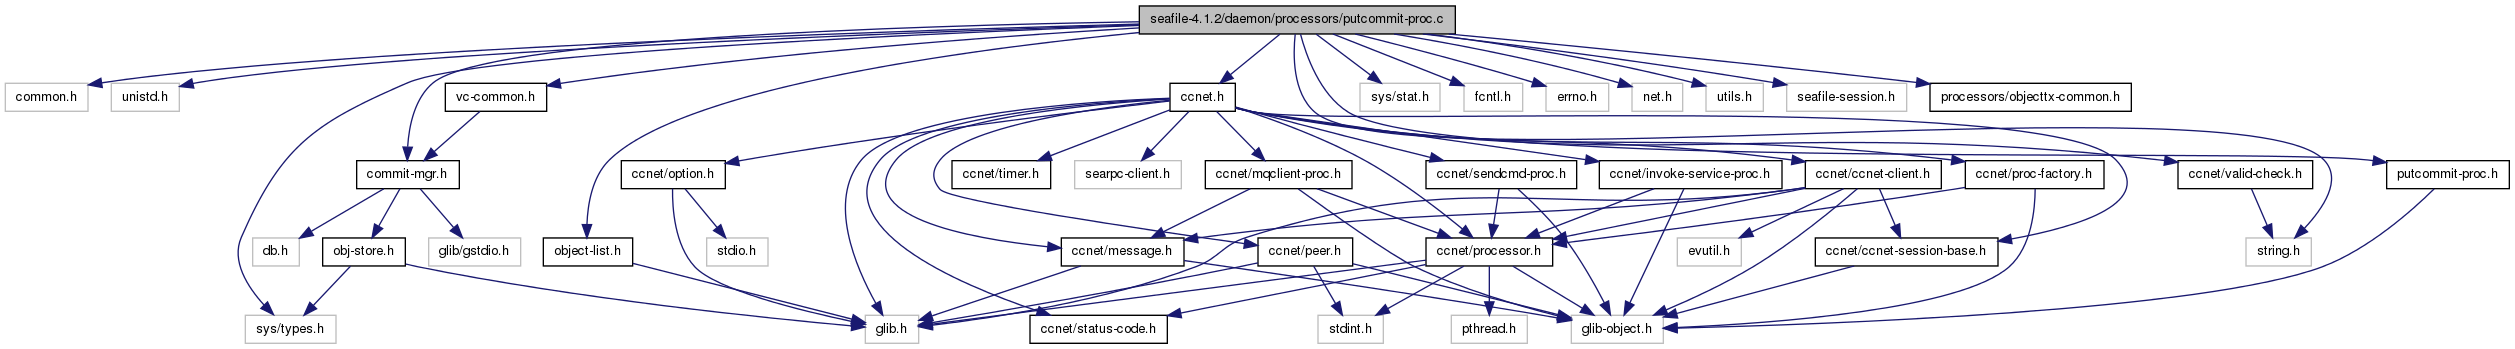 seafile-4.1.2/daemon/processors/putcommit-proc.c
common.h
unistd.h
vc-common.h
ccnet.h
sys/stat.h
fcntl.h
errno.h
net.h
utils.h
seafile-session.h
processors/objecttx-common.h
commit-mgr.h
ccnet/option.h
ccnet/timer.h
searpc-client.h
ccnet/mqclient-proc.h
ccnet/sendcmd-proc.h
ccnet/invoke-service-proc.h
ccnet/ccnet-client.h
ccnet/proc-factory.h
ccnet/valid-check.h
putcommit-proc.h
db.h
obj-store.h
glib/gstdio.h
object-list.h
stdio.h
ccnet/message.h
ccnet/peer.h
ccnet/processor.h
evutil.h
ccnet/ccnet-session-base.h
string.h
sys/types.h
glib.h
ccnet/status-code.h
stdint.h
pthread.h
glib-object.h